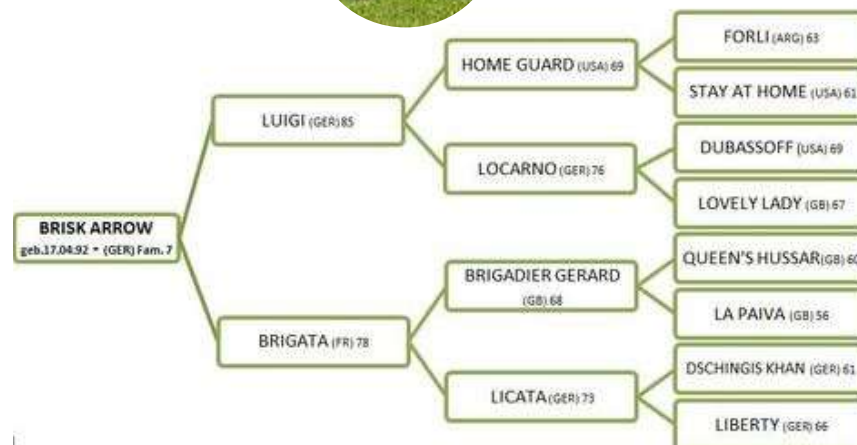 FORLI (ARG) 63
HOME GUARD (USA) 69
STAY AT HOME (USA) 61
LUIGI (GER) 85
DUBASSOFF (USA) 69
LOCARNO (GER) 76
LOVELY LADY (GB) 67
BRISK ARROW
geb.17.04.92 * (GER) Fam. 7
QUEEN'S HUSSAR(GB) 60
BRIGADIER GERARD
(GB) 68
LA PAIVA (GB) 56
BRIGATA (FR) 78
DSCHINGIS KHAN (GER) 61
LICATA (GER) 73
LIBERTY (GER) 66